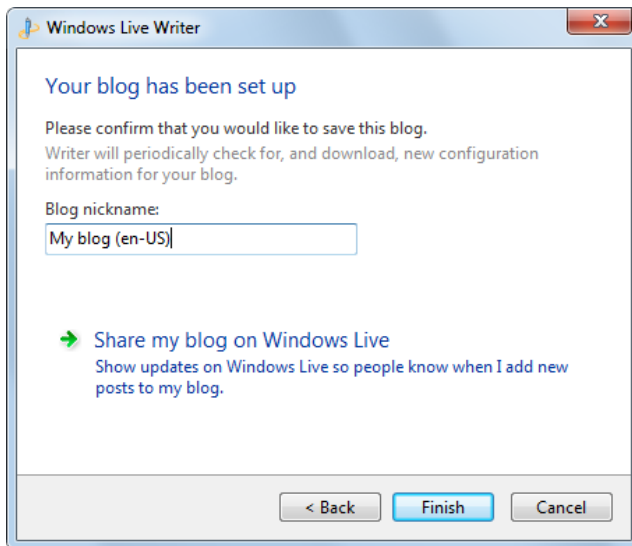 Windows Live Writer
Your blog has been set up
Please confirm that you would like to save this blog.
Writer will periodically check for, and download, new configuration
information for your blog.
Blog nickname:
My blog (en-US)
Share my blog on Windows Live
Show updates on Windows Live so people know when I add new
posts to my blog.
< Back
Finish
Cancel